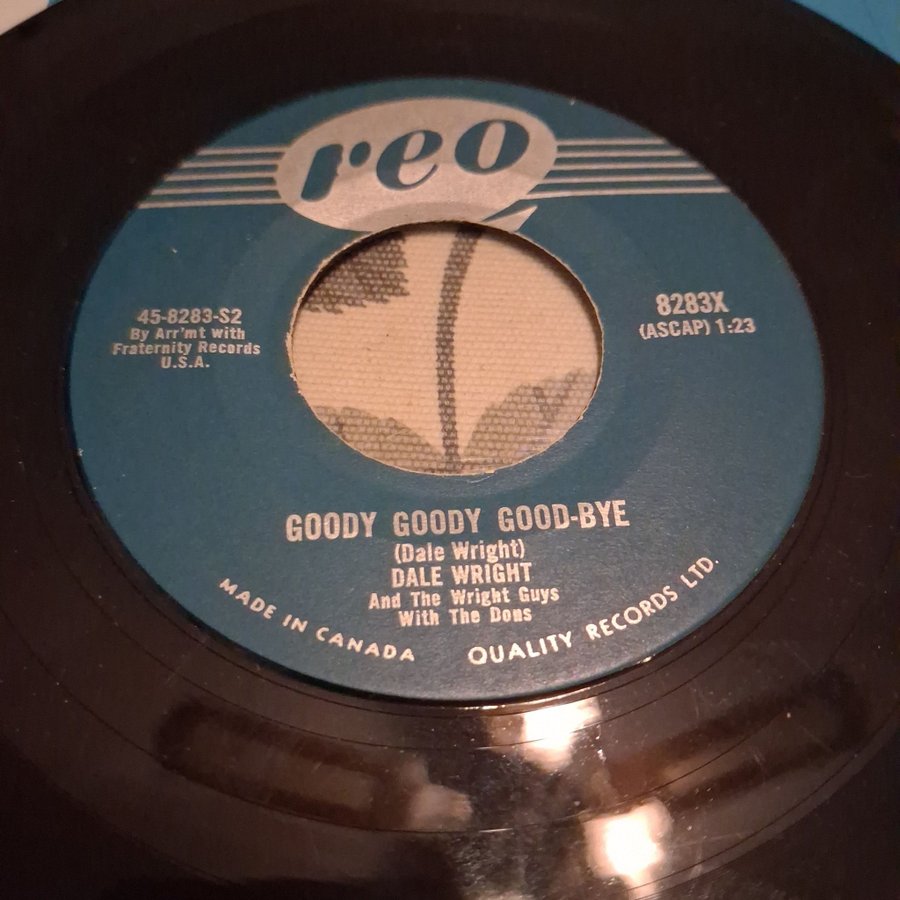 reo
45-8283-S2
By Arr'mt with
Fraternity Records
U.S.A.
8283X
(ASCAP) 1:23
GOODY GOODY GOOD-BYE
(Dale Wright)
DALE WRIGHT
And The Wright Guys
With The Dons
MADE IN CANADA QUALITY RECORDS LTD.